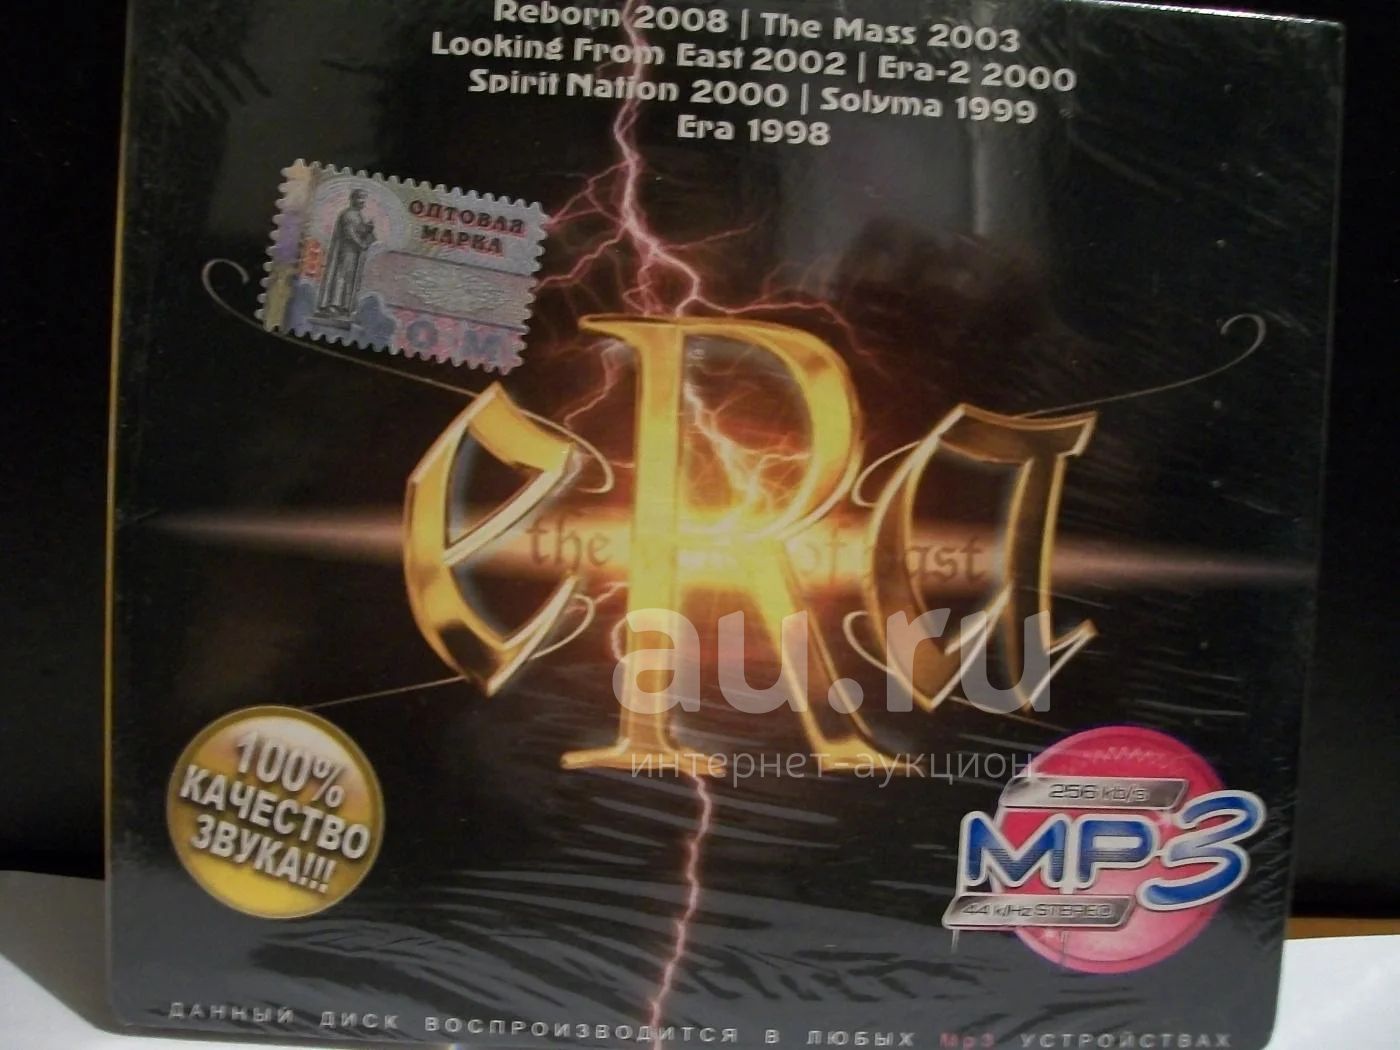 Reborn 2008 | The Mass 2003
Looking From East 2002 | Era-2 2000
Spirit Nation 2000 | Solyma 1999
Era 1998
ОПТОВАЯ
МАРКА
КОМ
eRa
the of past
au.ru
интернет-аукцион
100%
КАЧЕСТВО
ЗВУКА!!!
256 kb/s
MP3
44 kHz STEREO
ДАННЫЙ ДИСК ВОСПРОИЗВОДИТСЯ В ЛЮБЫХ Mp3 УСТРОЙСТВАХ